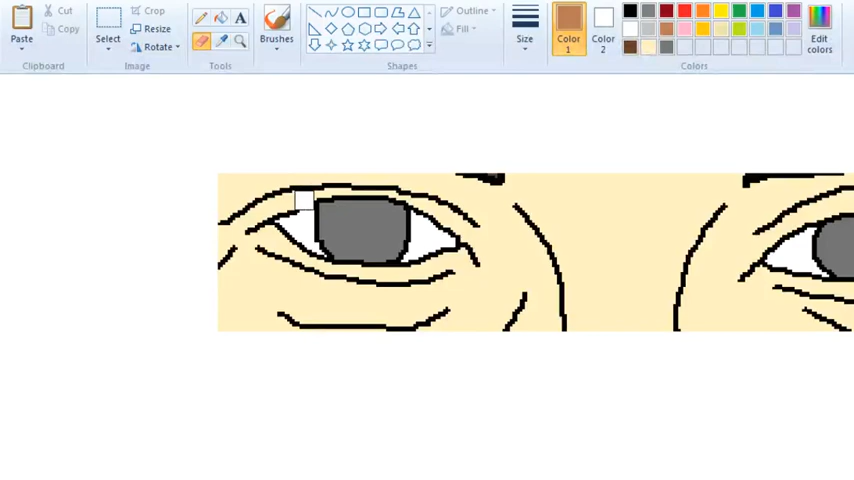 Paste
Cut
Copy
Clipboard
Select
Crop
Resize
Rotate
Image
A
Tools
Brushes
Outline
Fill
Shapes
Size
Color
1
Color
2
Edit
colors
Colors